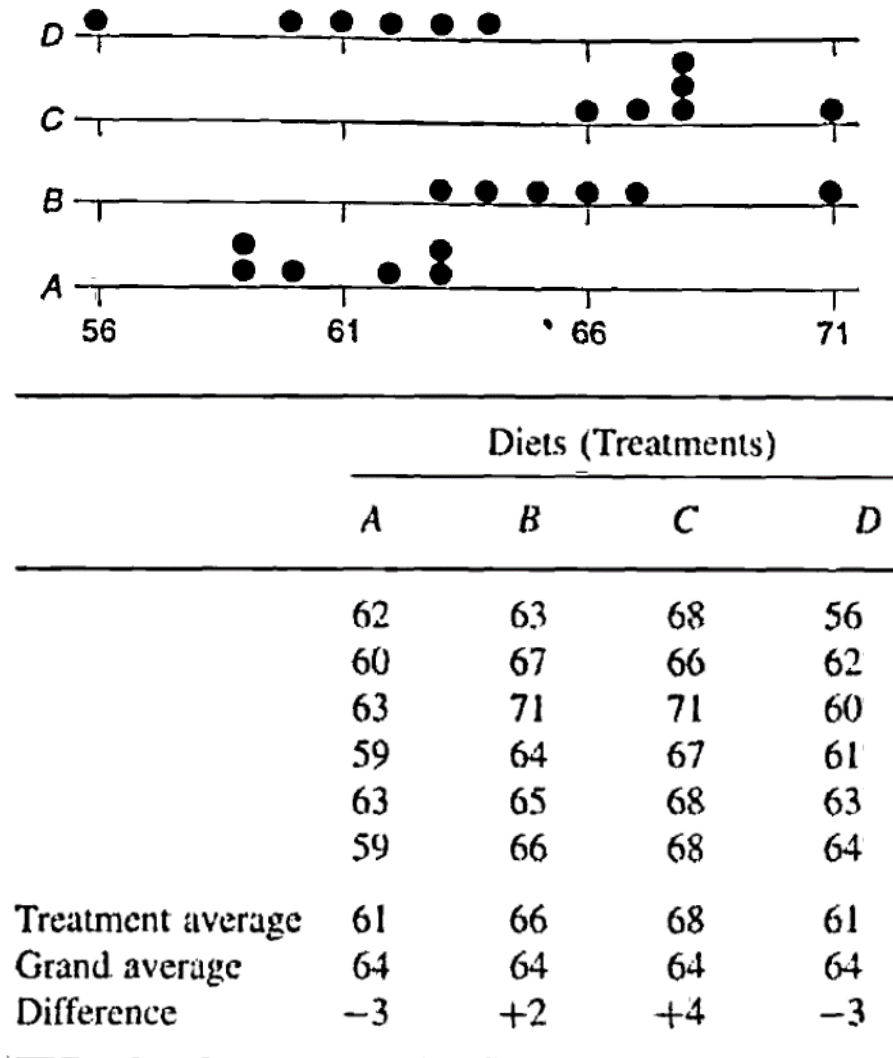 D
C
B
A
56 61 66 71
Diets (Treatments)
A B C D
62 63 68 56
60 67 66 62
63 71 71 60
59 64 67 61
63 65 68 63
59 66 68 64
Treatment average 61 66 68 61
Grand average 64 64 64 64
Difference −3 +2 +4 −3